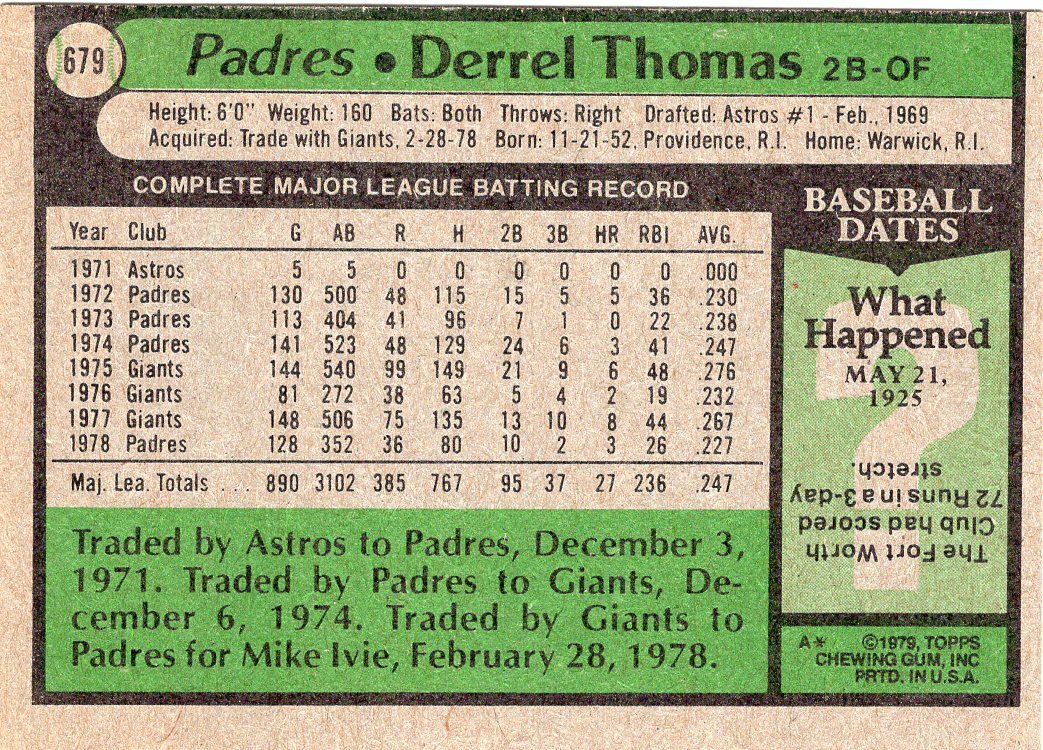 679
Padres • Derrel Thomas 2B-OF
Height: 6'0" Weight: 160 Bats: Both Throws: Right Drafted: Astros #1 - Feb., 1969
Acquired: Trade with Giants, 2-28-78 Born: 11-21-52, Providence, R.I. Home: Warwick, R.I.
COMPLETE MAJOR LEAGUE BATTING RECORD
Year Club G AB R H 2B 3B HR RBI AVG.
1971 Astros 5 5 0 0 0 0 0 0 .000
1972 Padres 130 500 48 115 15 5 5 36 .230
1973 Padres 113 404 41 96 7 1 0 22 .238
1974 Padres 141 523 48 129 24 6 3 41 .247
1975 Giants 144 540 99 149 21 9 6 48 .276
1976 Giants 81 272 38 63 5 4 2 19 .232
1977 Giants 148 506 75 135 13 10 8 44 .267
1978 Padres 128 352 36 80 10 2 3 26 .227
Maj. Lea. Totals .... 890 3102 385 767 95 37 27 236 .247
Traded by Astros to Padres, December 3,
1971. Traded by Padres to Giants, De-
cember 6, 1974. Traded by Giants to
Padres for Mike Ivie, February 28, 1978.
BASEBALL
DATES
What
Happened
MAY 21,
1925
The Fort Worth
Club had scored
72 Runs in a 3-day
stretch.
A* ©1979, TOPPS
CHEWING GUM, INC
PRTD. IN U.S.A.